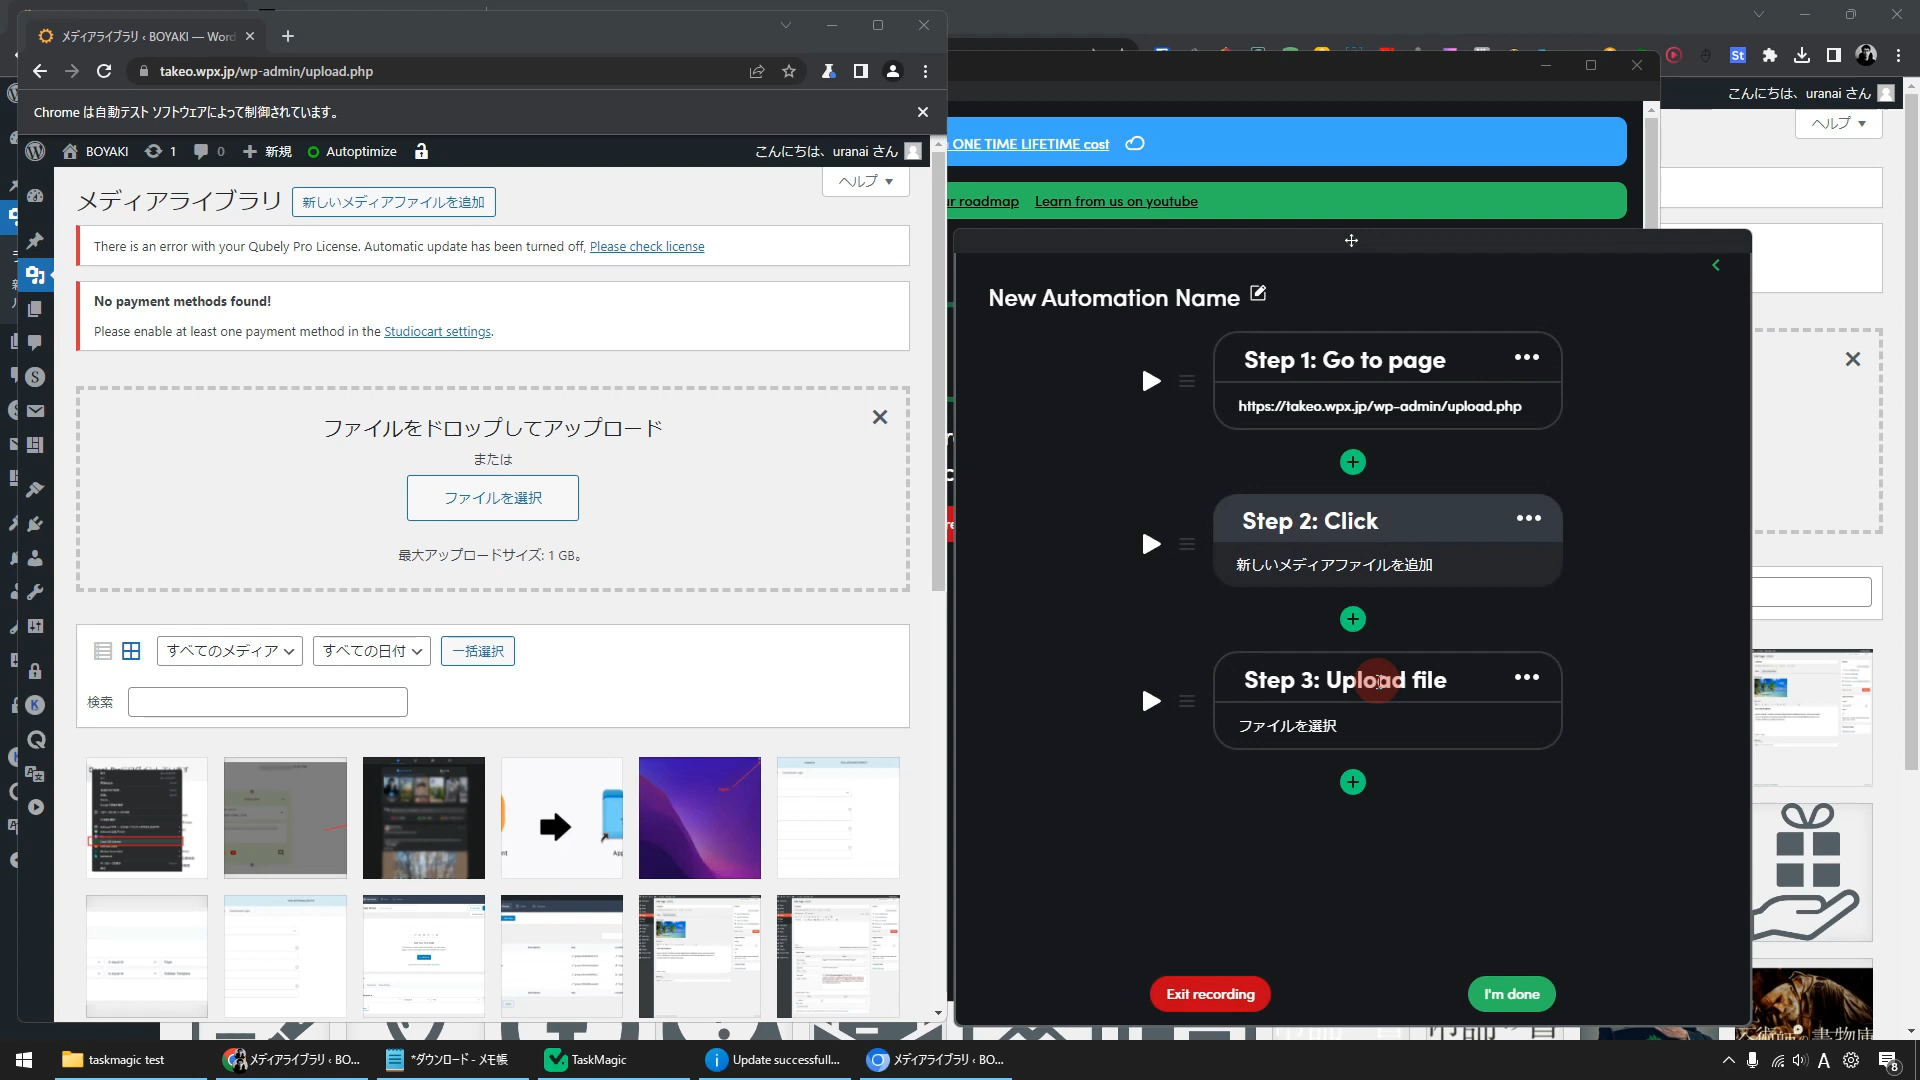 メディアライブラリ ‹ BOYAKI — Word
takeo.wpx.jp/wp-admin/upload.php
Chrome は自動テスト ソフトウェアによって制御されています。
BOYAKI
1
0
新規
Autoptimize
こんにちは、uranai さん
ヘルプ
メディアライブラリ
新しいメディアファイルを追加
There is an error with your Qubely Pro License. Automatic update has been turned off, Please check license
No payment methods found!
Please enable at least one payment method in the Studiocart settings.
ファイルをドロップしてアップロード
または
ファイルを選択
最大アップロードサイズ: 1 GB。
すべてのメディア
すべての日付
一括選択
検索
ONE TIME LIFETIME cost
ur roadmap
Learn from us on youtube
New Automation Name
Step 1: Go to page
https://takeo.wpx.jp/wp-admin/upload.php
Step 2: Click
新しいメディアファイルを追加
Step 3: Upload file
ファイルを選択
Exit recording
I'm done
St
こんにちは、uranai さん
ヘルプ
taskmagic test
メディアライブラリ ‹ BO...
*ダウンロード - メモ帳
TaskMagic
Update successfull...
メディアライブラリ ‹ BO...
A
8